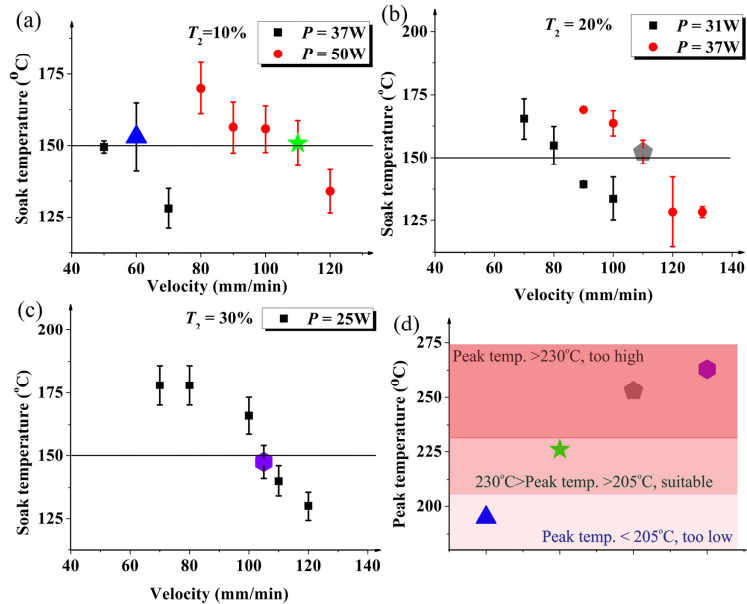 (a)
T2=10%
P = 37W
P = 50W
Soak temperature (°C)
175
150
125
40 60 80 100 120
Velocity (mm/min)
(b)
T2 = 20%
P = 31W
P = 37W
Soak temperature (°C)
200
175
150
125
40 60 80 100 120 140
Velocity (mm/min)
(c)
T2 = 30%
P = 25W
Soak temperature (°C)
200
175
150
125
40 60 80 100 120 140
Velocity (mm/min)
(d)
Peak temperature (°C)
275
250
225
200
Peak temp. >230°C, too high
230°C>Peak temp. >205°C, suitable
Peak temp. < 205°C, too low